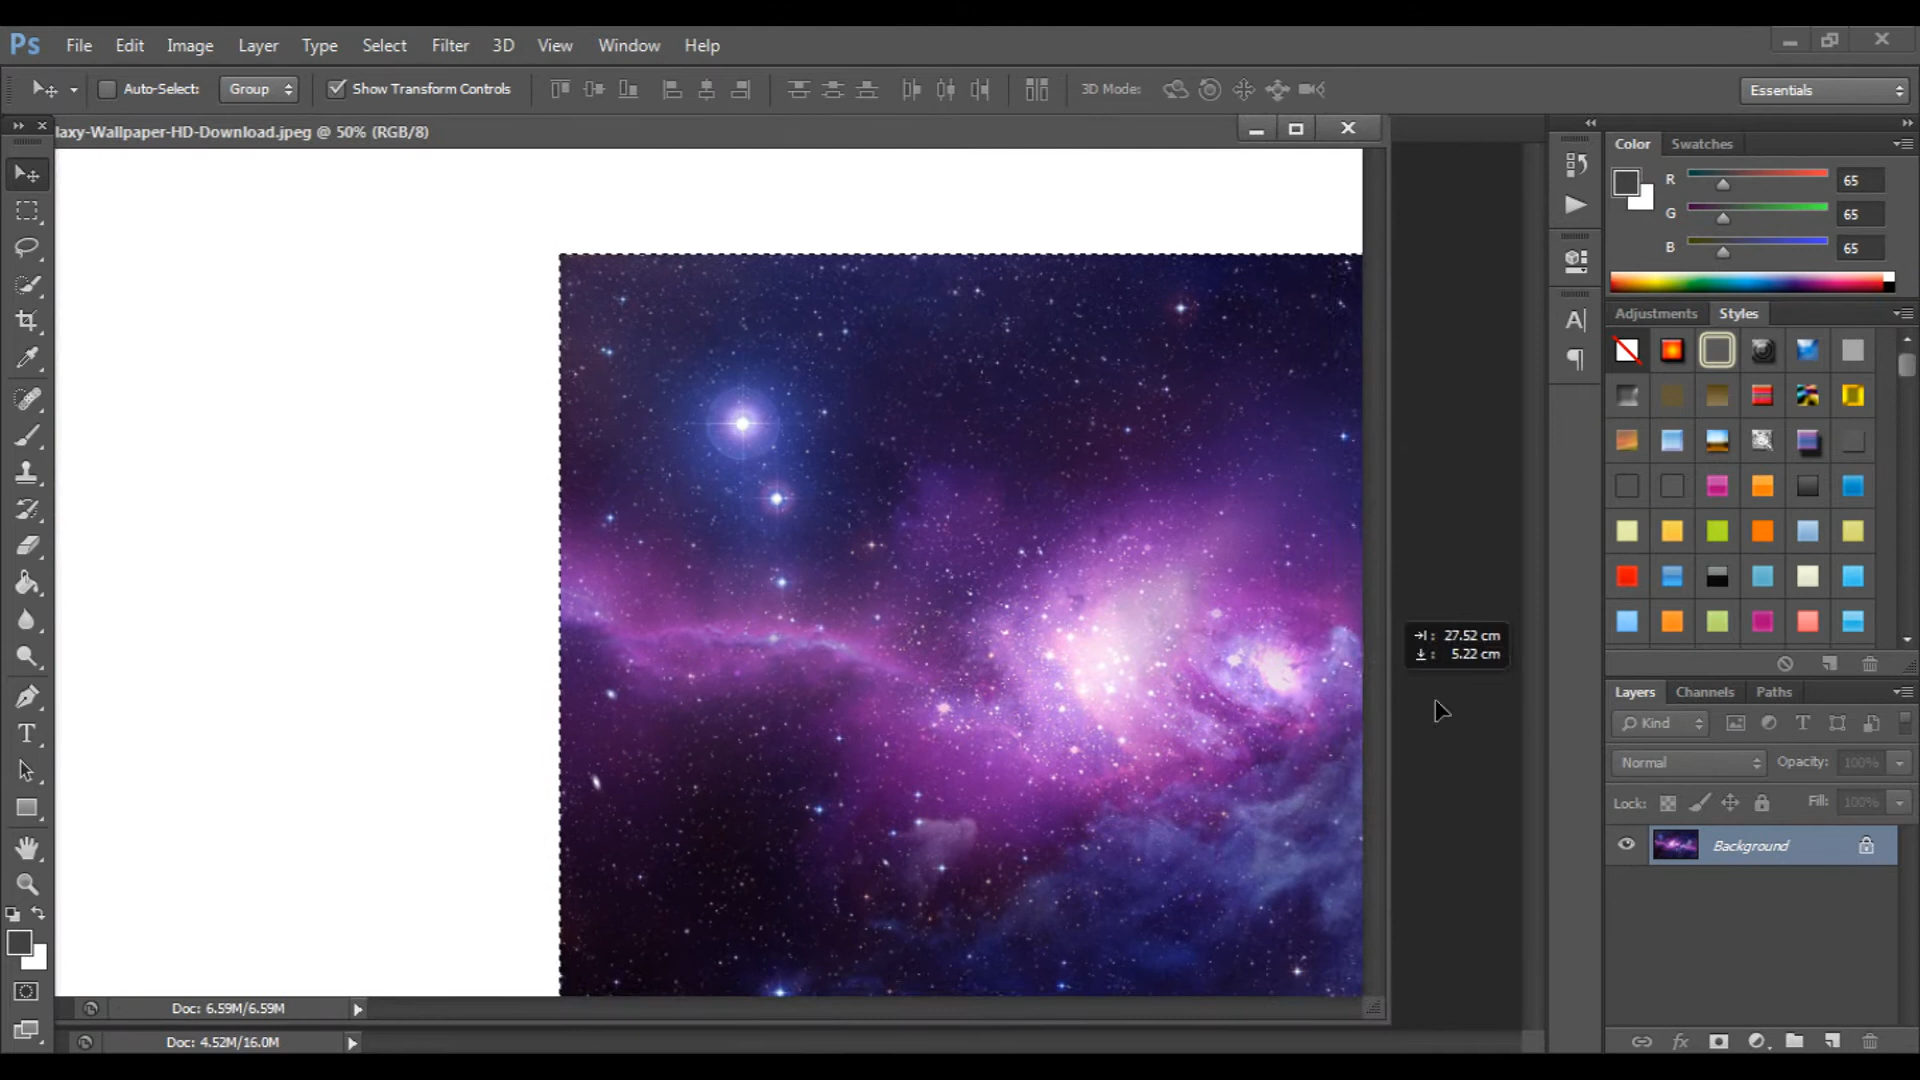 Ps File Edit Image Layer Type Select Filter 3D View Window Help
Auto-Select: Group Show Transform Controls 3D Mode: Essentials
laxy-Wallpaper-HD-Download.jpeg @ 50% (RGB/8)
Color Swatches
R 65
G 65
B 65
Adjustments Styles
27.52 cm
5.22 cm
Layers Channels Paths
Kind
Normal Opacity: 100%
Lock: Fill: 100%
Background
Doc: 6.59M/6.59M
Doc: 4.52M/16.0M
fx